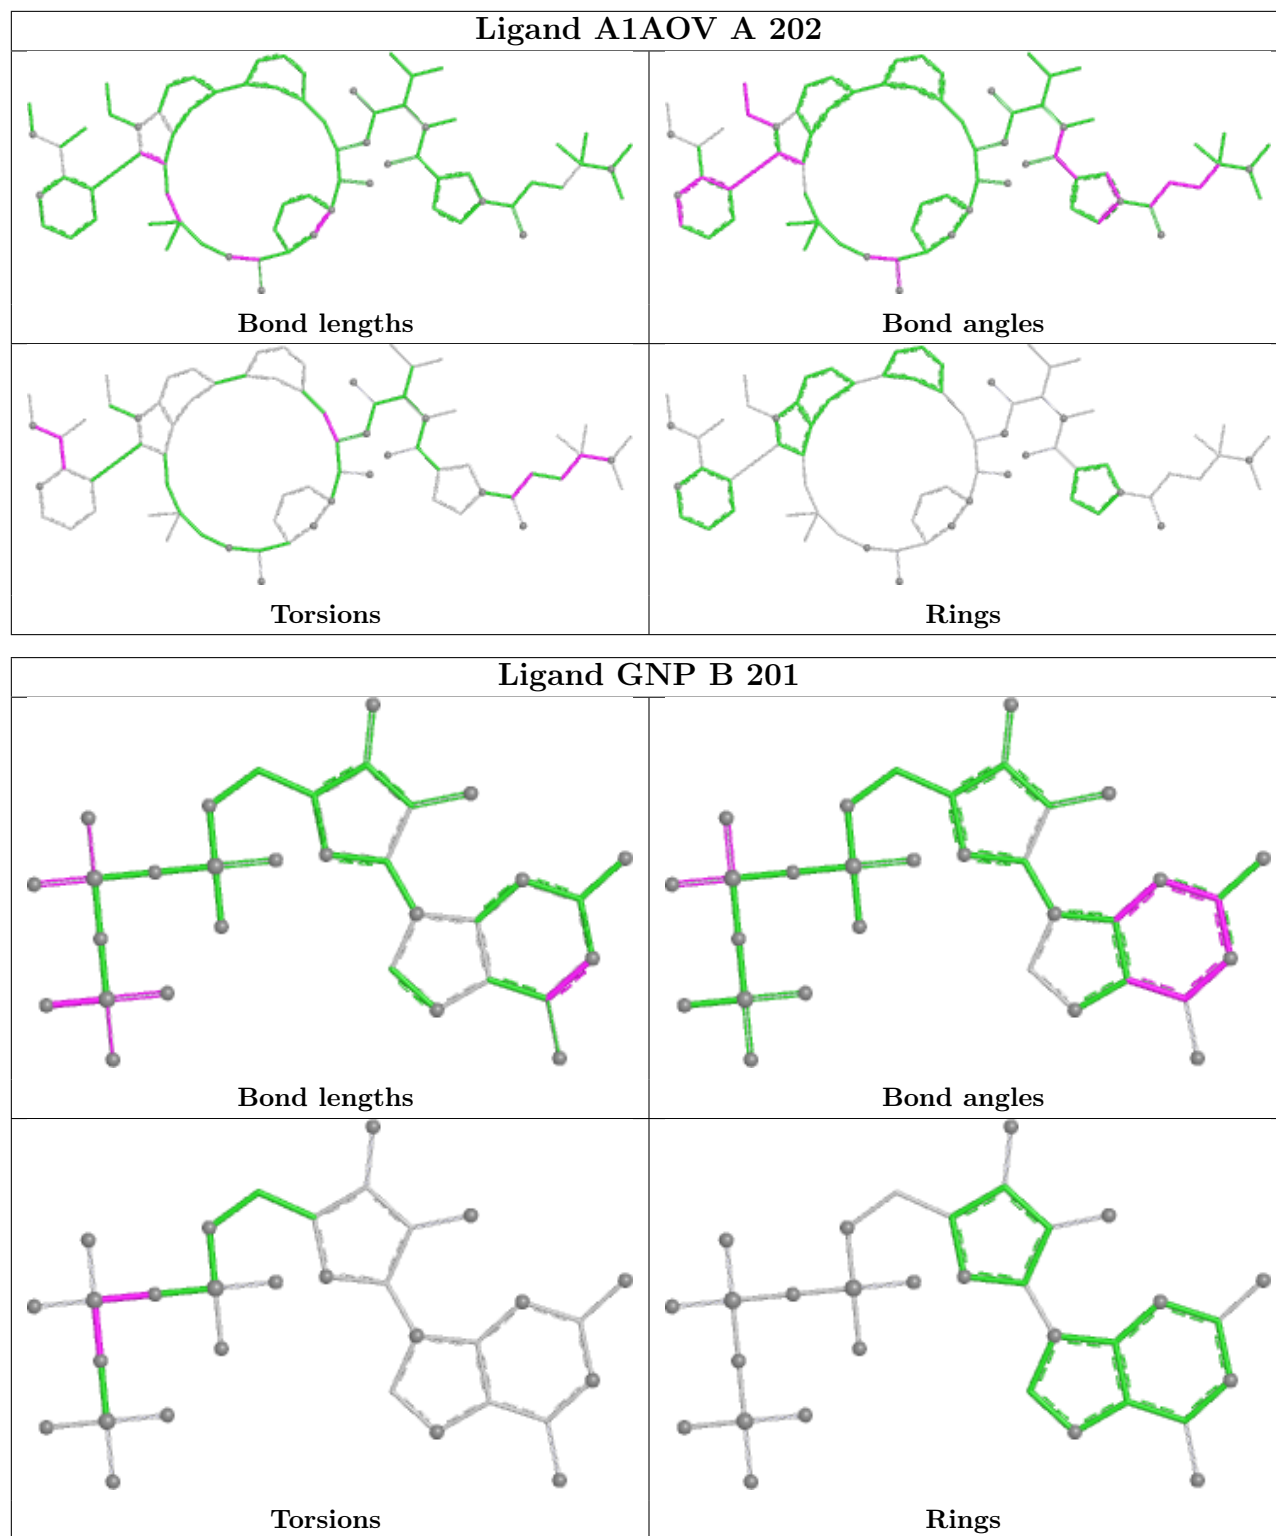 Ligand A1AOV A 202
Bond lengths
Bond angles
Torsions
Rings
Ligand GNP B 201
Bond lengths
Bond angles
Torsions
Rings